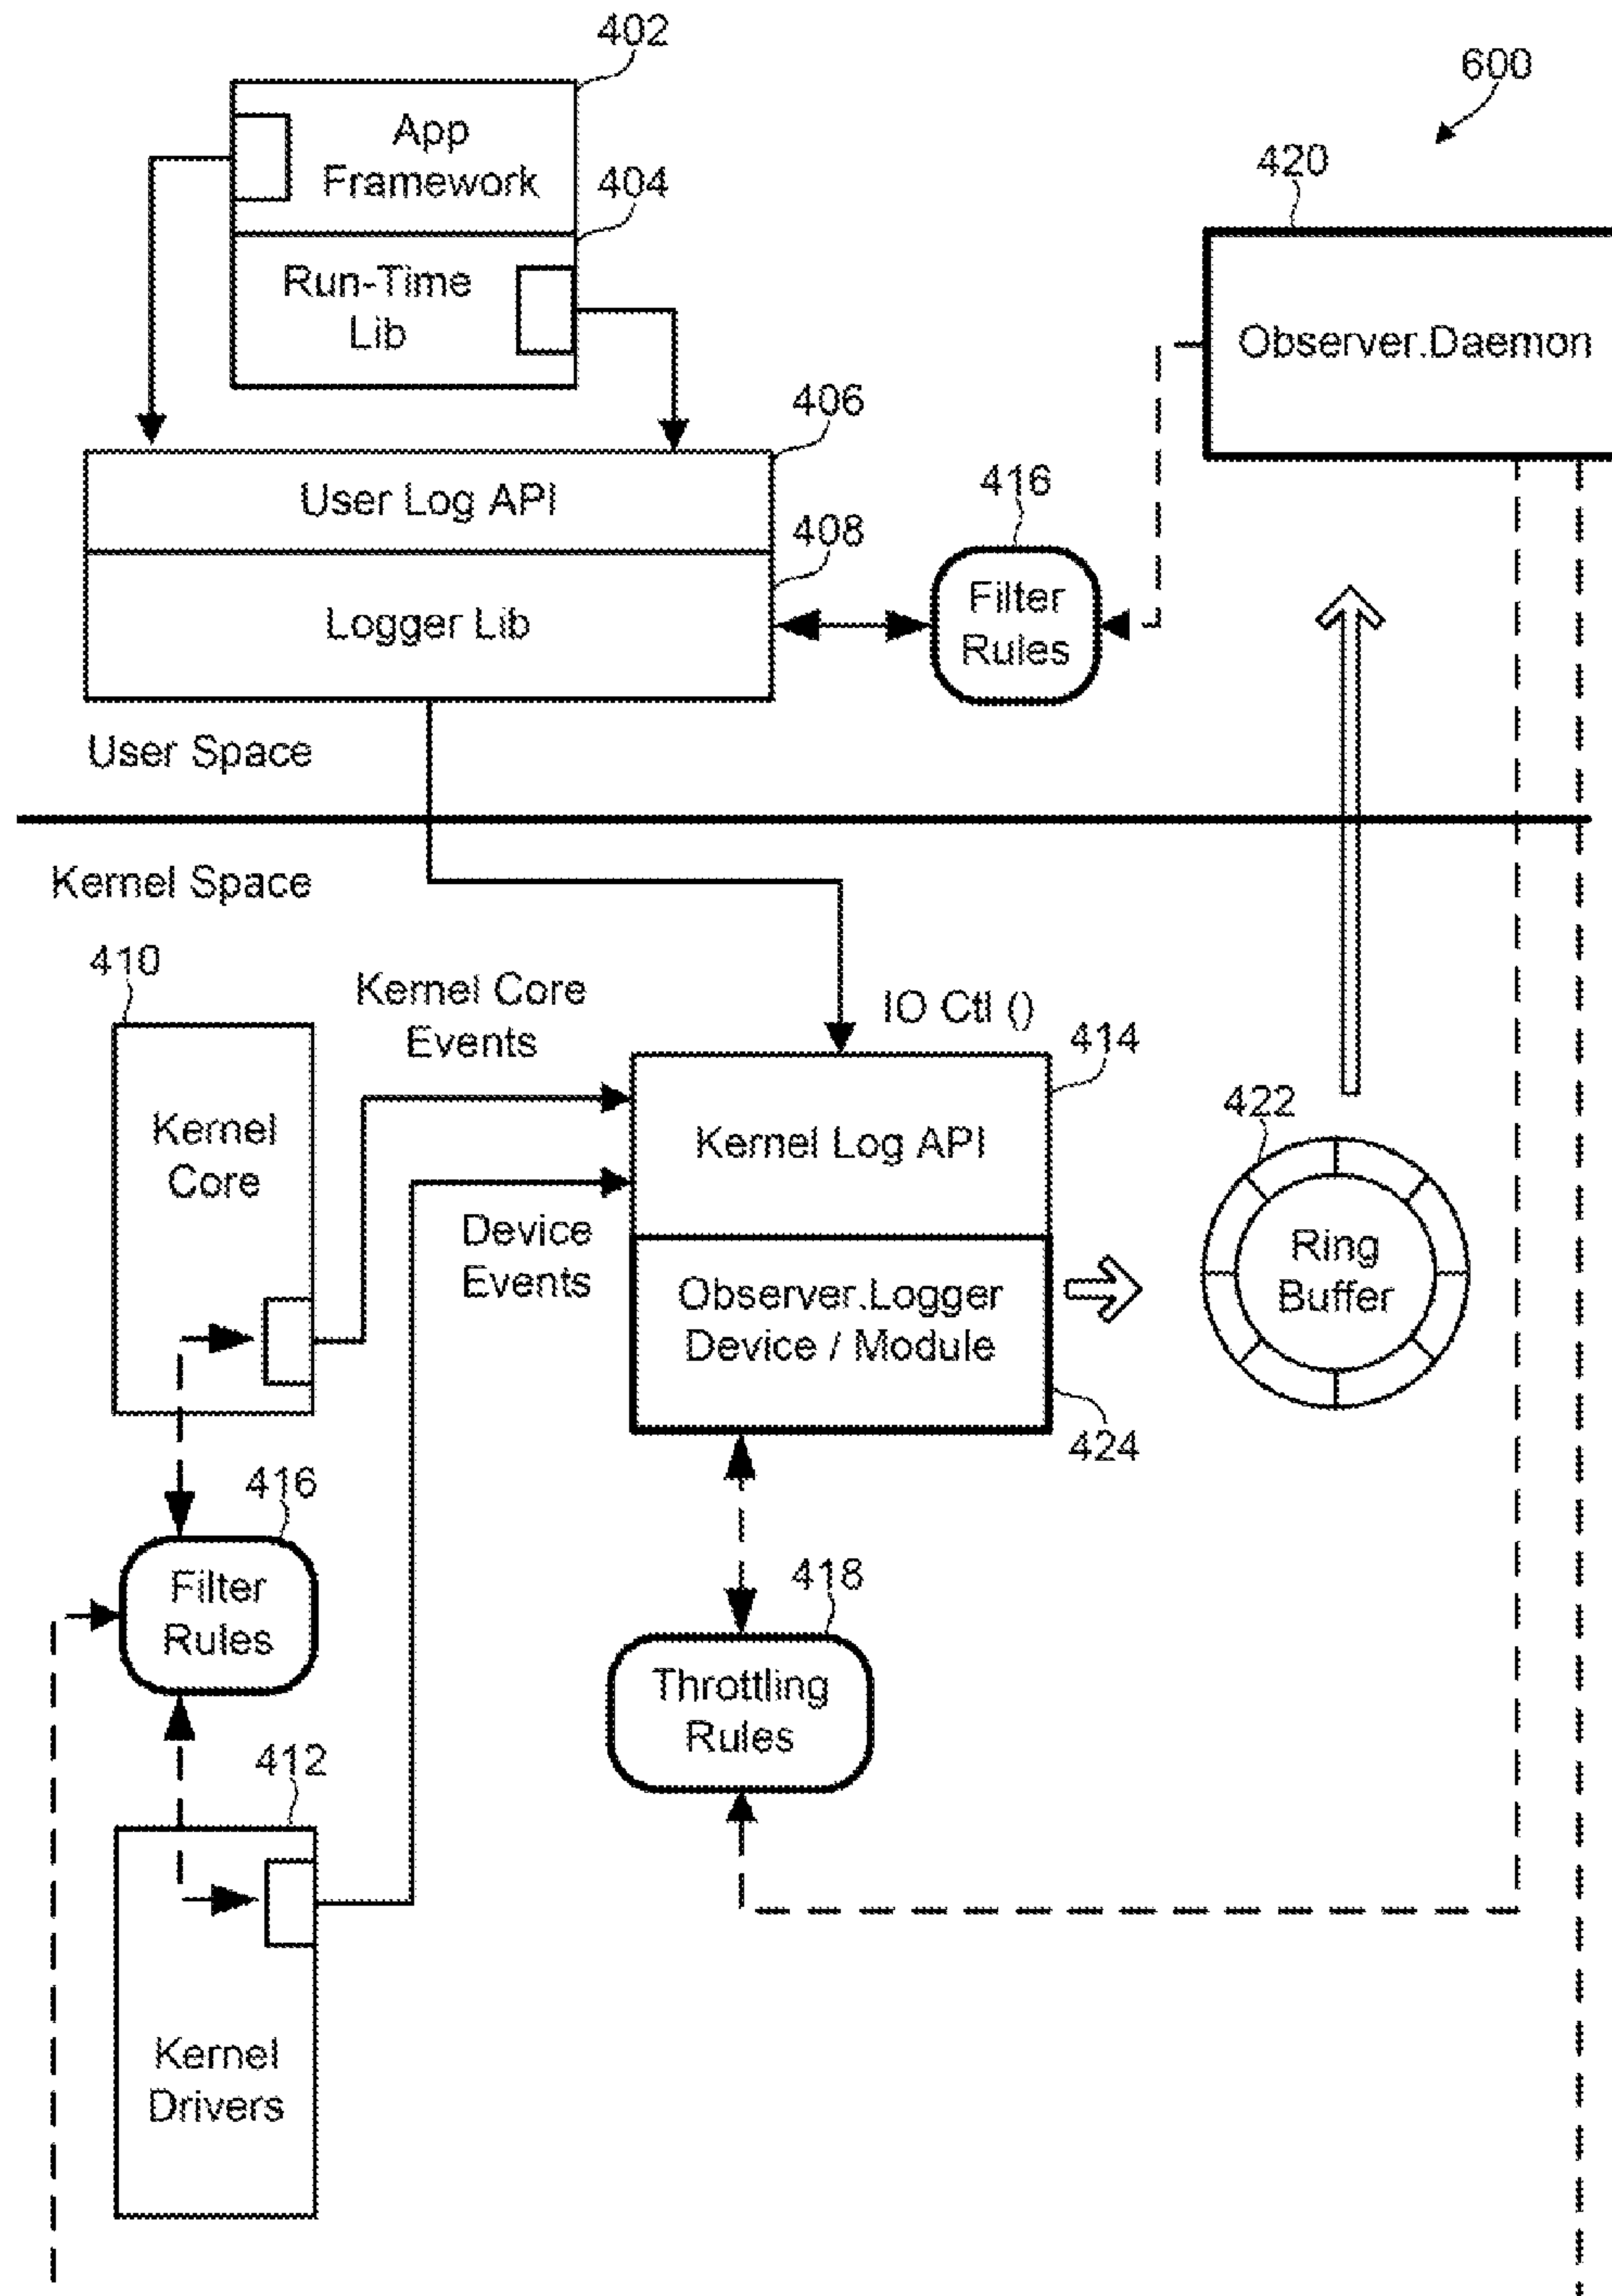 402
600
App
Framework
404
420
Run-Time
Lib
Observer.Daemon
406
User Log API
416
408
Filter
Rules
Logger Lib
User Space
Kernel Space
410
Kernel Core
Events
IO Ctl ()
414
Kernel
Core
Kernel Log API
422
Device
Events
Ring
Buffer
Observer.Logger
Device / Module
424
416
Filter
Rules
418
Throttling
Rules
412
Kernel
Drivers